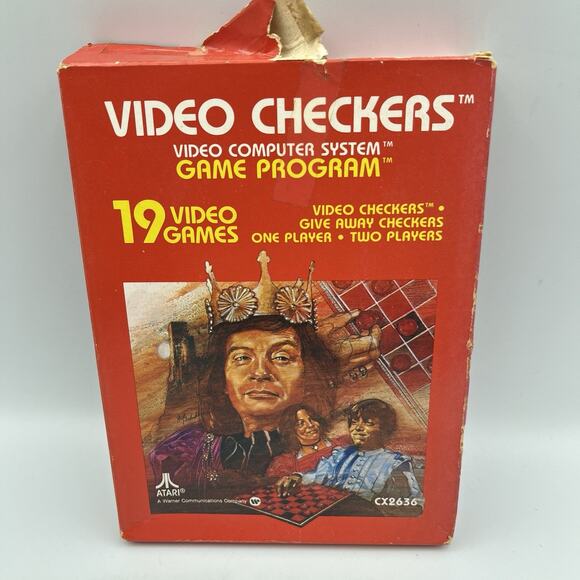 VIDEO CHECKERS™
VIDEO COMPUTER SYSTEM™
GAME PROGRAM™
19 VIDEO GAMES
VIDEO CHECKERS™ •
GIVE AWAY CHECKERS
ONE PLAYER • TWO PLAYERS
ATARI®
A Warner Communications Company
CX2636